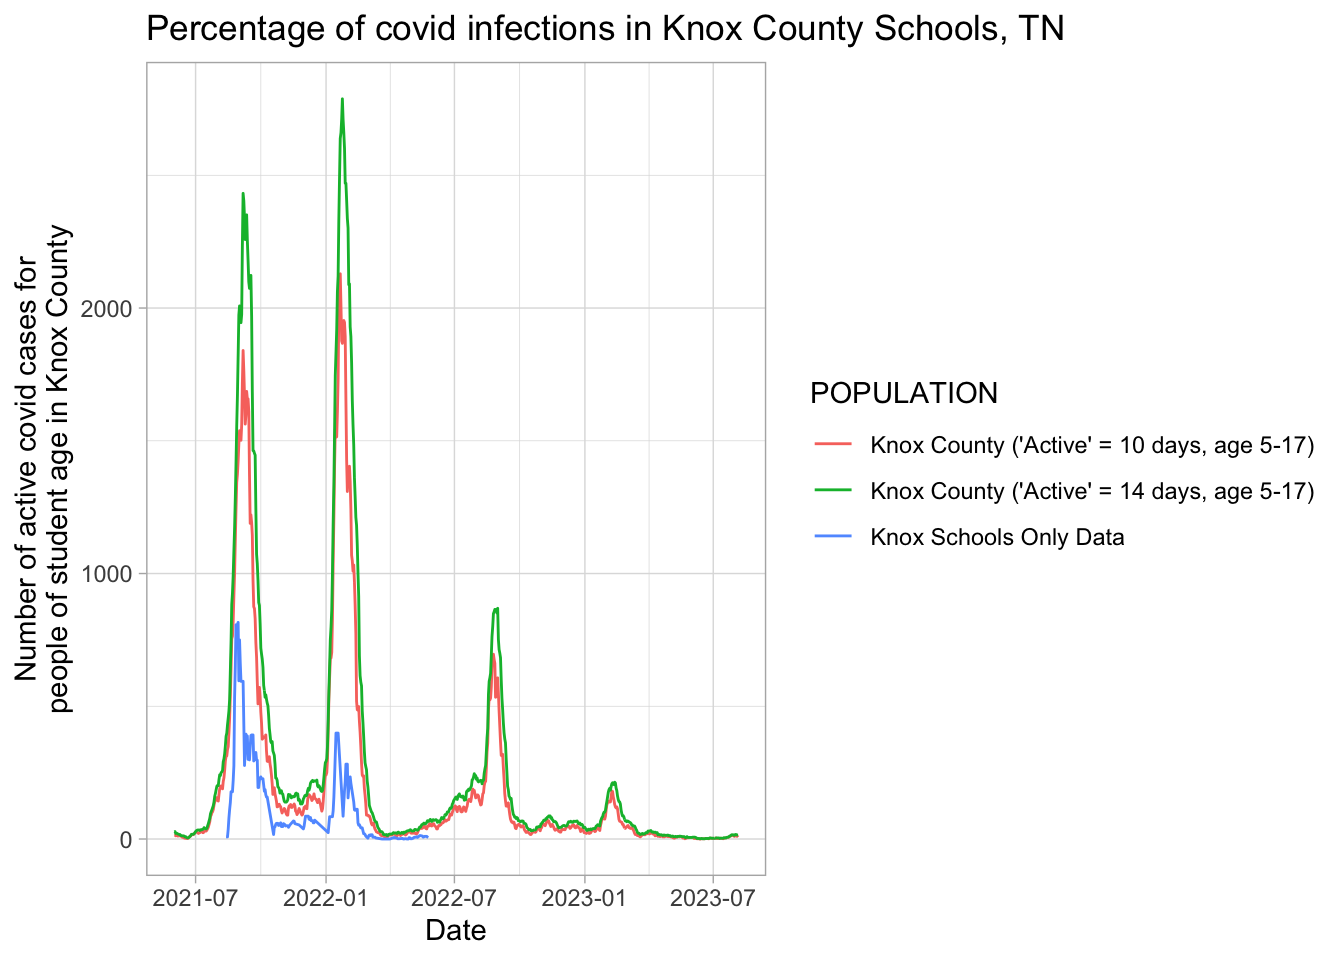 Percentage of covid infections in Knox County Schools, TN
Number of active covid cases for
people of student age in Knox County
2000
1000
0
2021-07
2022-01
2022-07
2023-01
2023-07
Date
POPULATION
Knox County ('Active' = 10 days, age 5-17)
Knox County ('Active' = 14 days, age 5-17)
Knox Schools Only Data